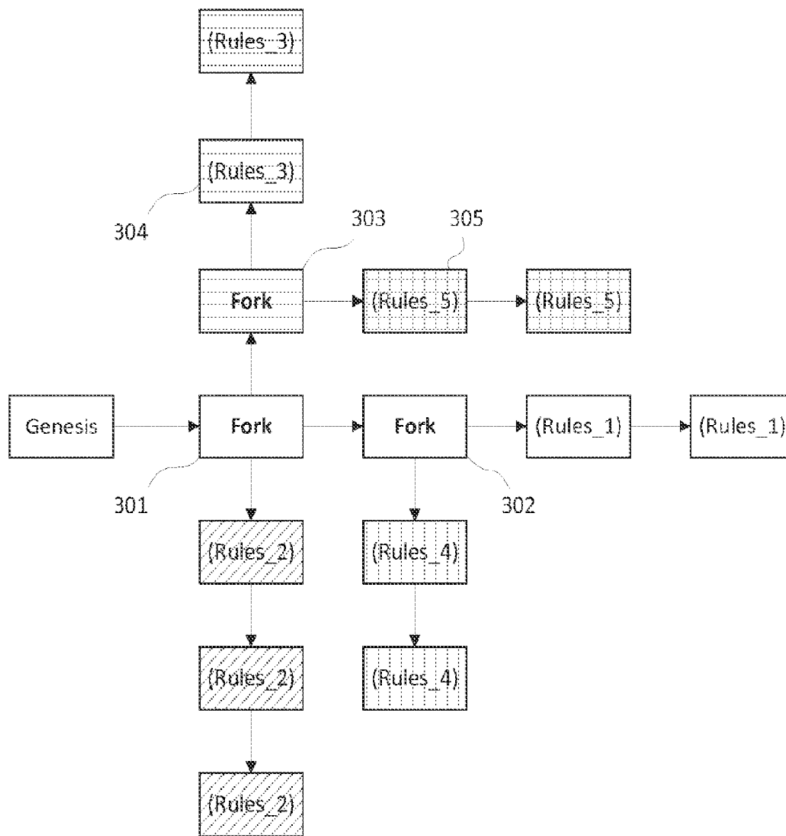 (Rules_3)
(Rules_3)
304
303
305
Fork
(Rules_5)
(Rules_5)
Genesis
Fork
Fork
(Rules_1)
(Rules_1)
301
302
(Rules_2)
(Rules_4)
(Rules_2)
(Rules_4)
(Rules_2)